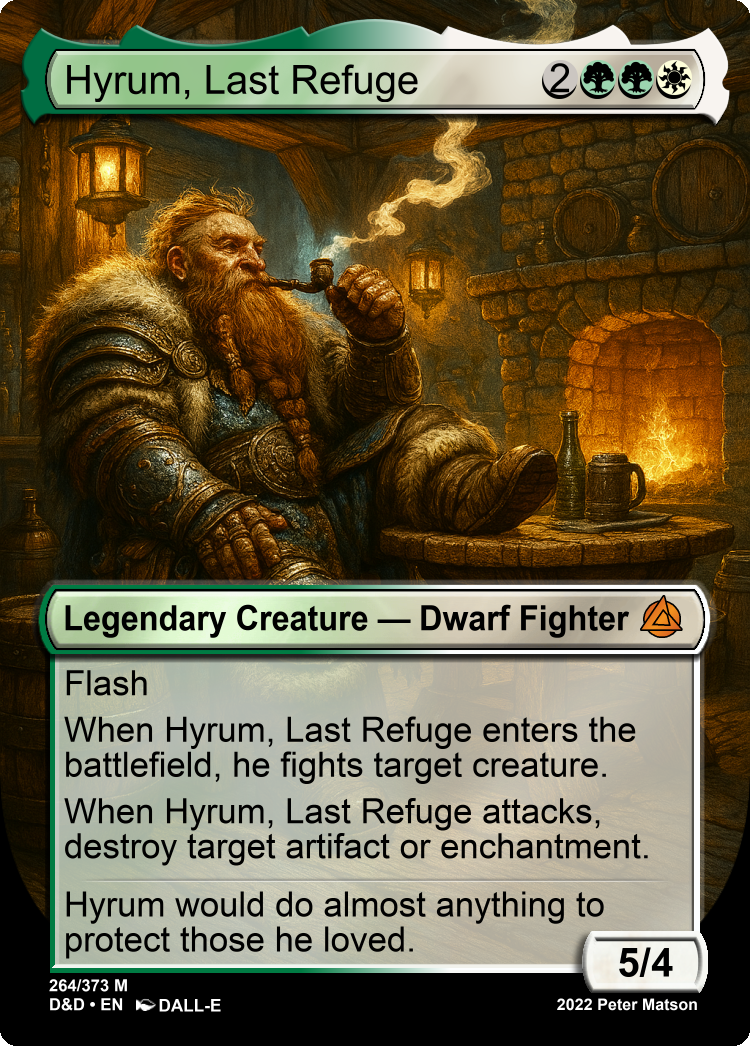 Hyrum, Last Refuge 2
Legendary Creature — Dwarf Fighter
Flash
When Hyrum, Last Refuge enters the
battlefield, he fights target creature.
When Hyrum, Last Refuge attacks,
destroy target artifact or enchantment.
Hyrum would do almost anything to
protect those he loved.
5/4
264/373 M
D&D • EN DALL-E
2022 Peter Matson